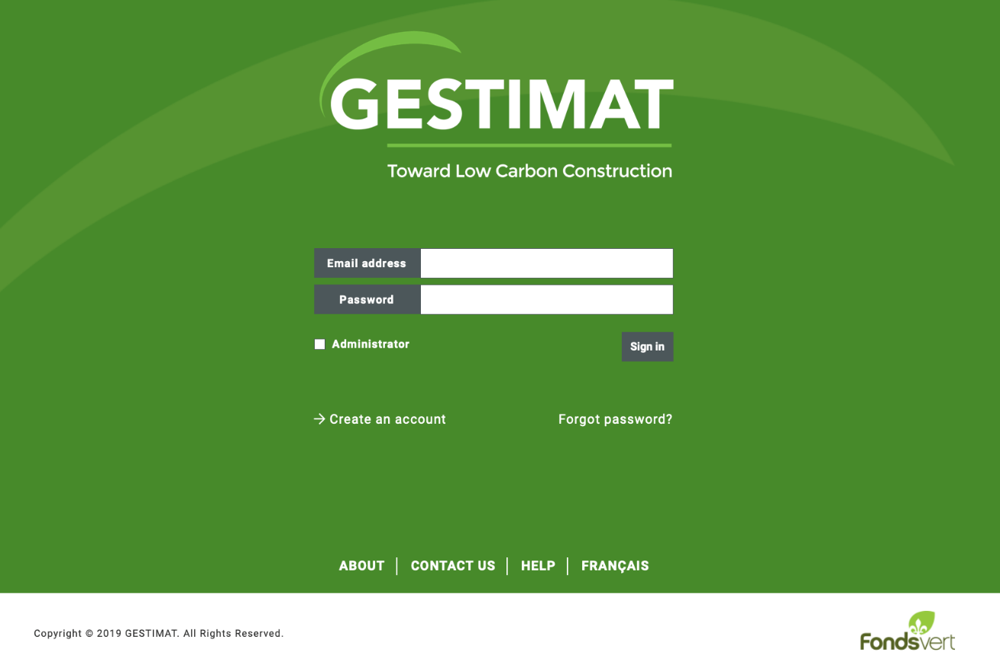 GESTIMAT
Toward Low Carbon Construction
Email address
Password
Administrator
Sign in
Create an account
Forgot password?
ABOUT
CONTACT US
HELP
FRANÇAIS
Copyright © 2019 GESTIMAT. All Rights Reserved.
Fondsvert